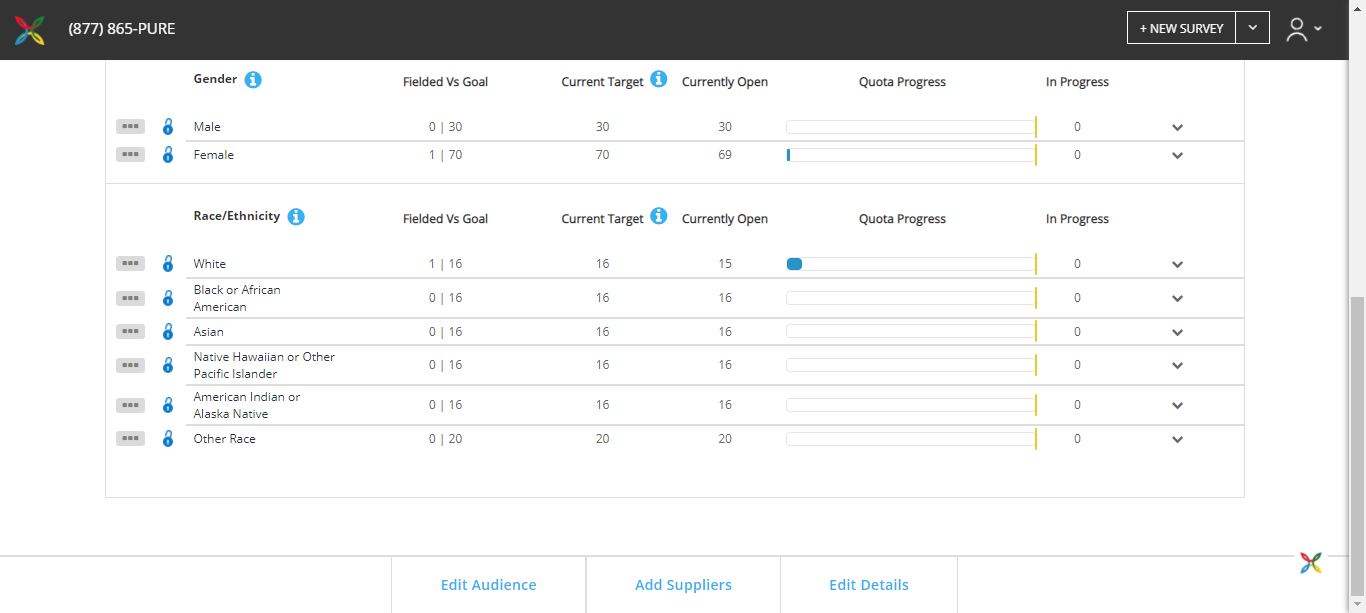 (877) 865-PURE
+ NEW SURVEY
Gender Fielded Vs Goal Current Target Currently Open Quota Progress In Progress
Male 0 | 30 30 30 0
Female 1 | 70 70 69 0
Race/Ethnicity Fielded Vs Goal Current Target Currently Open Quota Progress In Progress
White 1 | 16 16 15 0
Black or African
American 0 | 16 16 16 0
Asian 0 | 16 16 16 0
Native Hawaiian or Other
Pacific Islander 0 | 16 16 16 0
American Indian or
Alaska Native 0 | 16 16 16 0
Other Race 0 | 20 20 20 0
Edit Audience Add Suppliers Edit Details